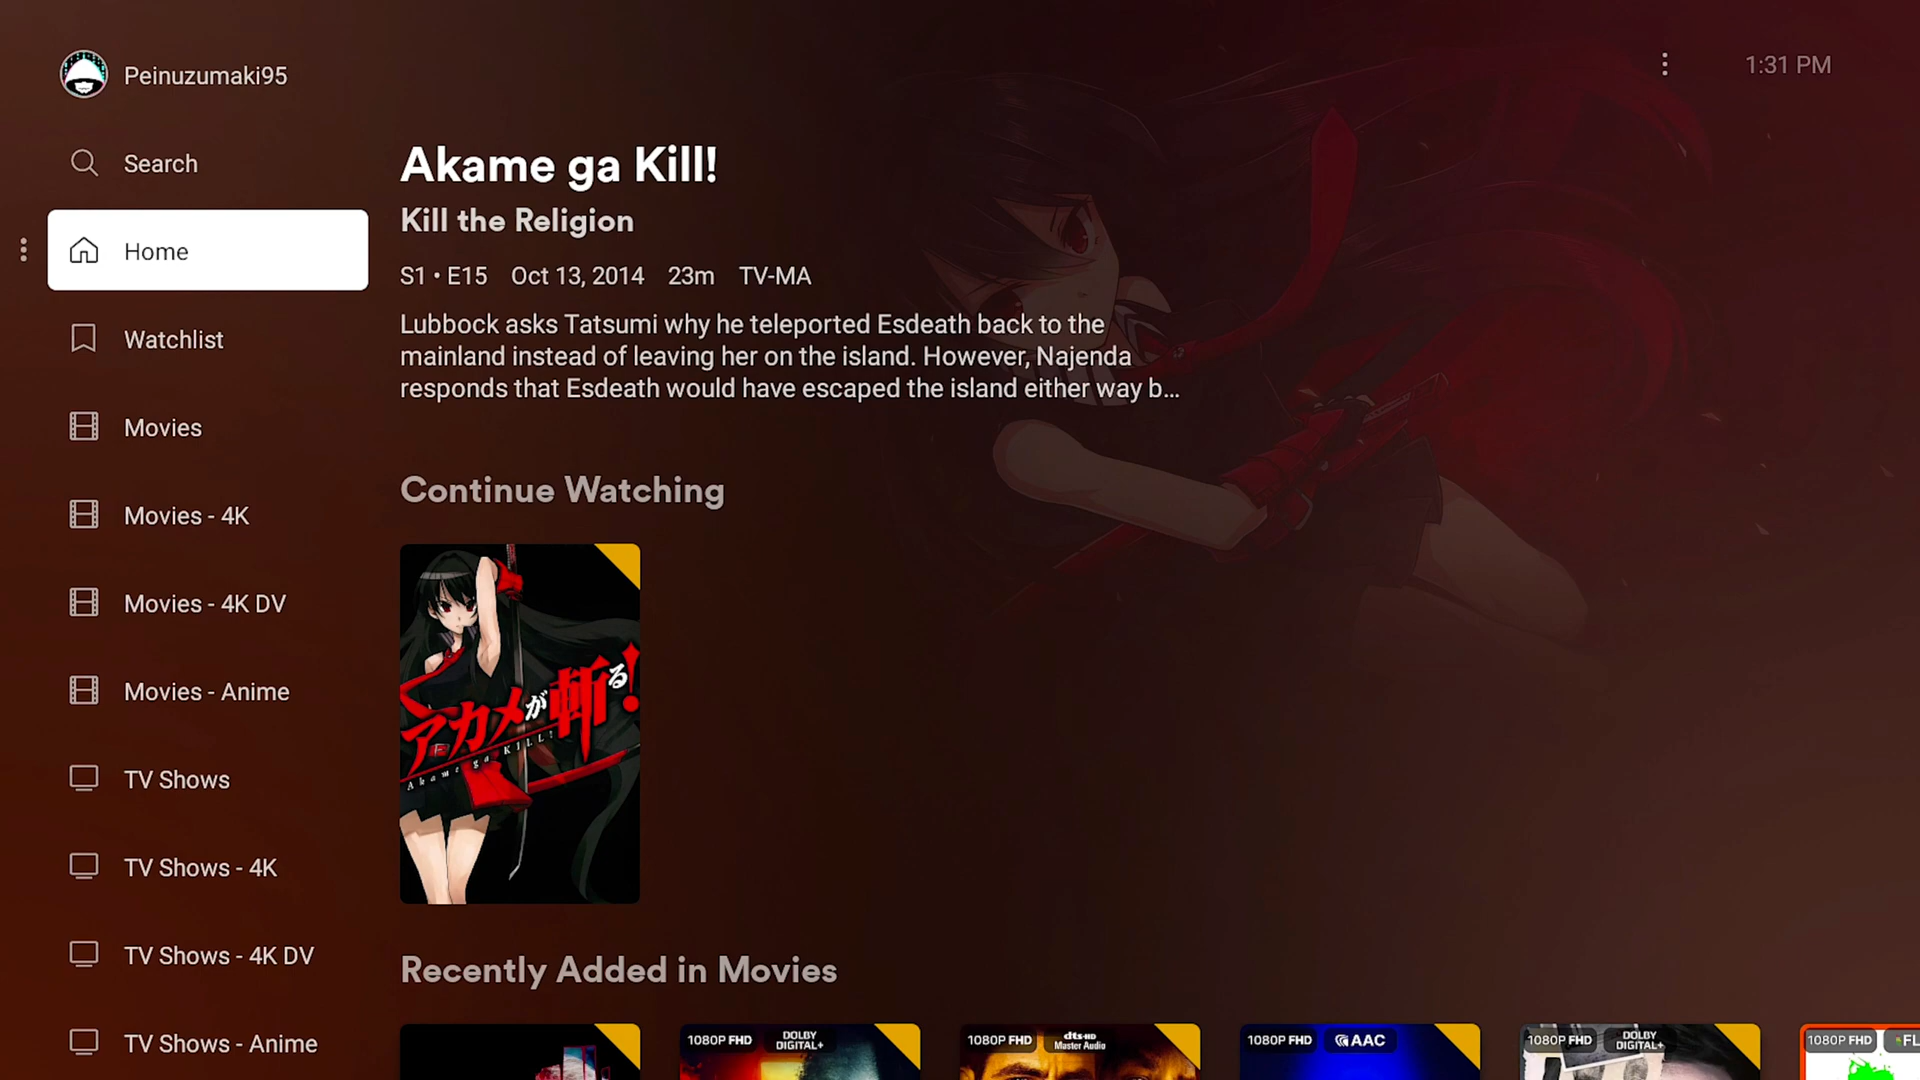 Peinuzumaki95
1:31 PM
Search
Home
Watchlist
Movies
Movies - 4K
Movies - 4K DV
Movies - Anime
TV Shows
TV Shows - 4K
TV Shows - 4K DV
TV Shows - Anime
Akame ga Kill!
Kill the Religion
S1 • E15 Oct 13, 2014 23m TV-MA
Lubbock asks Tatsumi why he teleported Esdeath back to the
mainland instead of leaving her on the island. However, Najenda
responds that Esdeath would have escaped the island either way b...
Continue Watching
アカメが斬る!
Akame ga KILL!
Recently Added in Movies
1080P FHD
DOLBY
DIGITAL+
1080P FHD
dts-HD
Master Audio
1080P FHD
AAC
1080P FHD
DOLBY
DIGITAL+
1080P FHD
FL